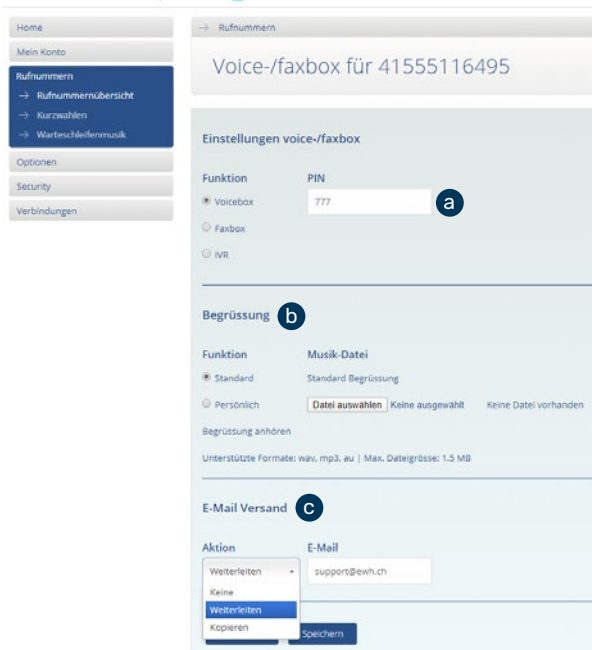 Home
Mein Konto
Rufnummern
→ Rufnummernübersicht
→ Kurzwahlen
→ Warteschleifenmusik
Optionen
Security
Verbindungen
→ Rufnummern
Voice-/faxbox für 41555116495
Einstellungen voice-/faxbox
Funktion PIN
Voicebox 777 a
Faxbox
IVR
Begrüssung b
Funktion Musik-Datei
Standard Standard Begrüssung
Persönlich Datei auswählen Keine ausgewählt Keine Datei vorhanden
Begrüssung anhören
Unterstützte Formate: wav, mp3, au | Max. Dateigrösse: 1.5 MB
E-Mail Versand c
Aktion E-Mail
Weiterleiten support@ewh.ch
Keine
Weiterleiten
Kopieren
Speichern